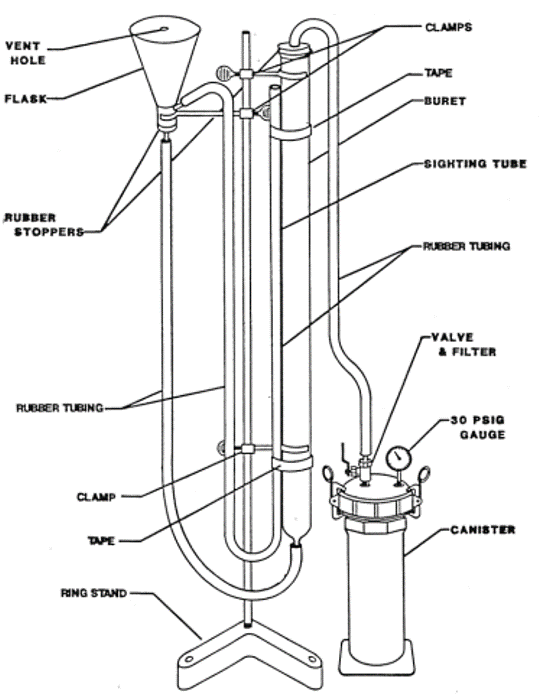 CLAMPS
VENT
HOLE
TAPE
FLASK
BURET
SIGHTING TUBE
RUBBER
STOPPERS
RUBBER TUBING
VALVE
& FILTER
RUBBER TUBING
30 PSIG
GAUGE
CLAMP
CANISTER
TAPE
RING STAND